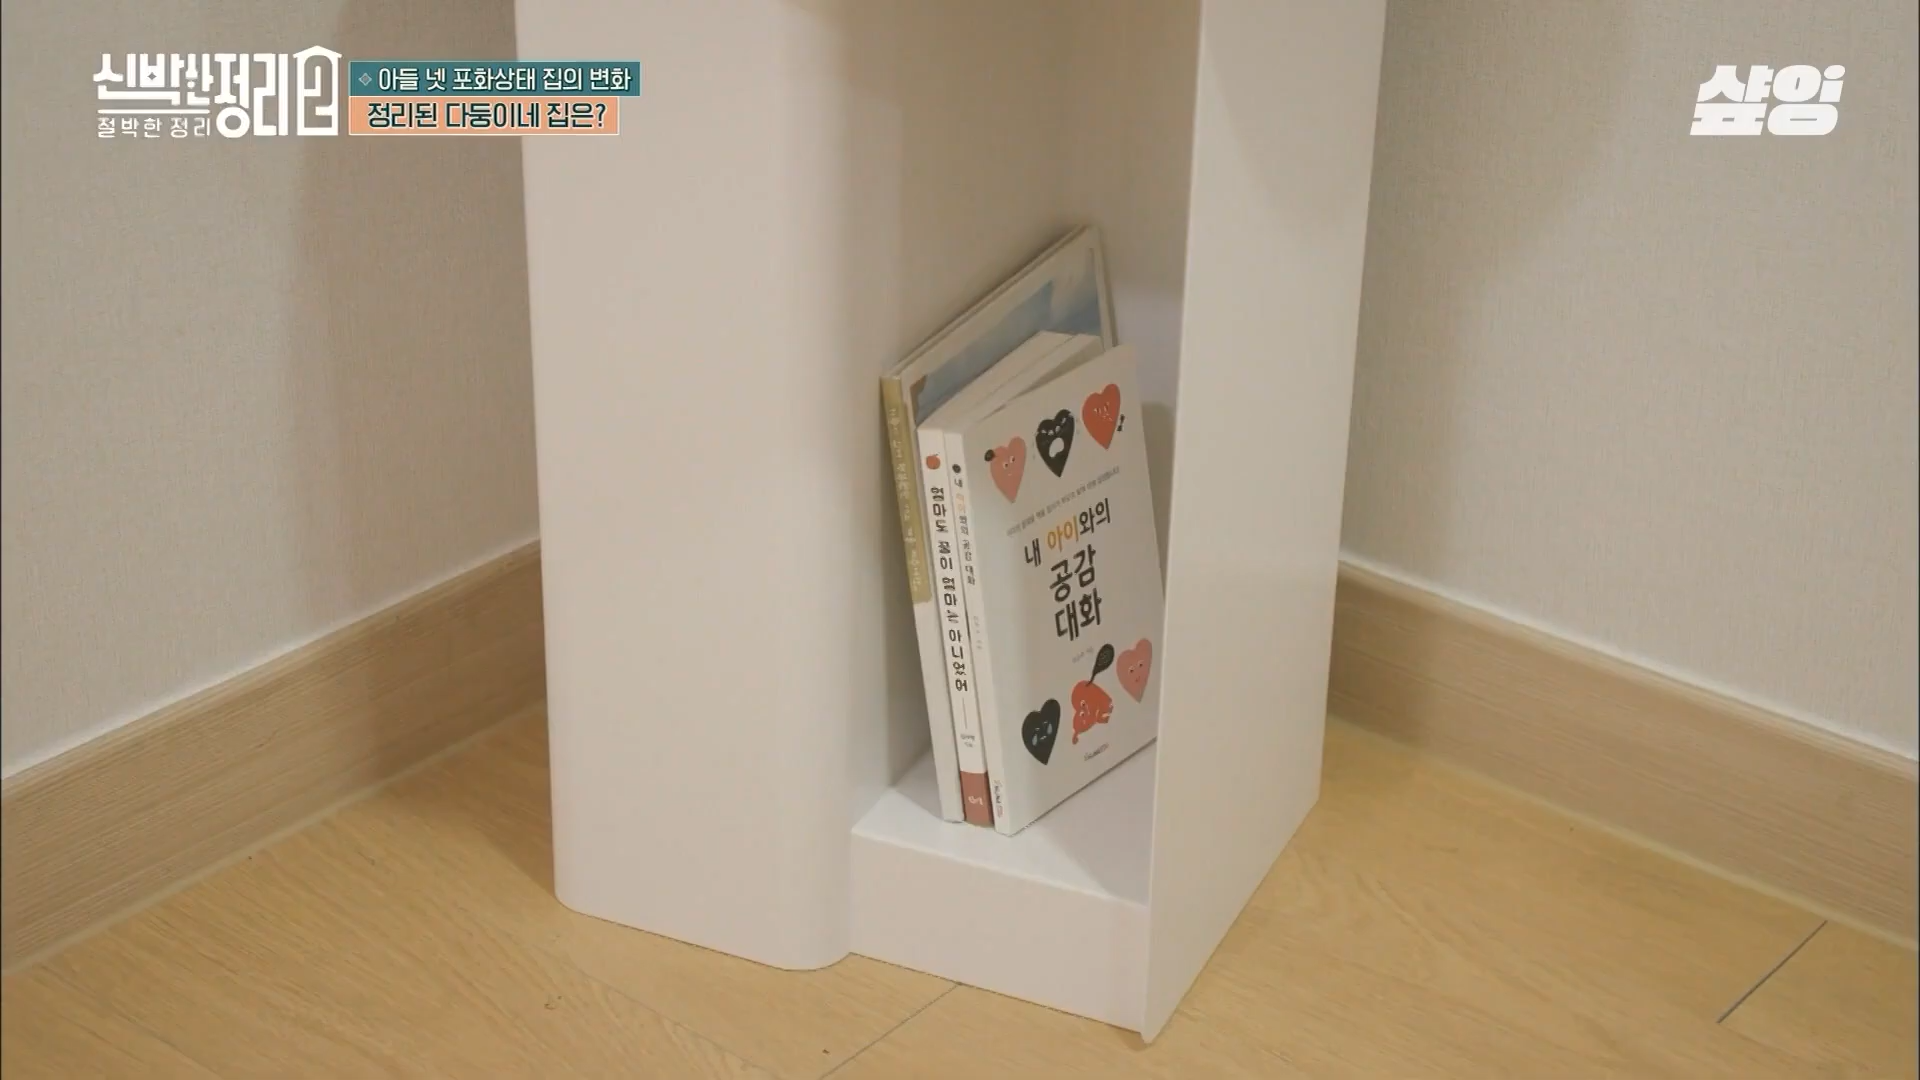 신박한정리2
절박한 정리
아들 넷 포화상태 집의 변화
정리된 다둥이네 집은?
샾잉
엄마도 꿈이 엄마는 아니었어
내 아이와의 공감 대화
내 아이와의
공감
대화